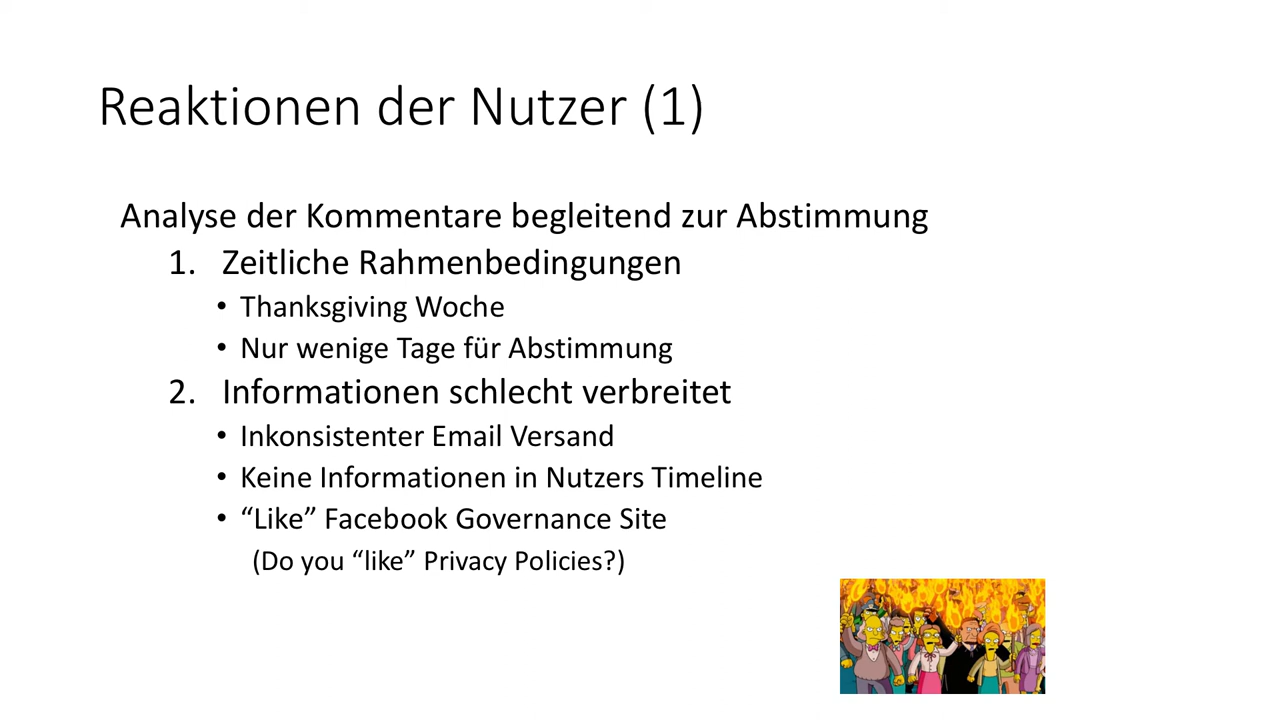 Reaktionen der Nutzer (1)
Analyse der Kommentare begleitend zur Abstimmung
1. Zeitliche Rahmenbedingungen
• Thanksgiving Woche
• Nur wenige Tage für Abstimmung
2. Informationen schlecht verbreitet
• Inkonsistenter Email Versand
• Keine Informationen in Nutzers Timeline
• “Like” Facebook Governance Site
(Do you “like” Privacy Policies?)